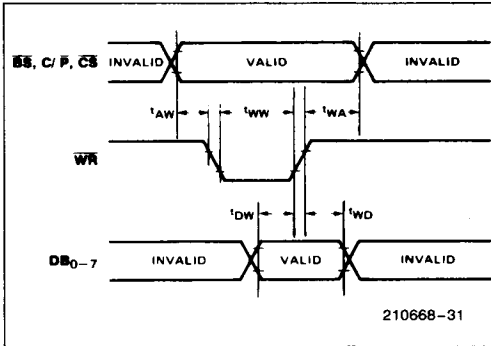 BS, C/ P, CS INVALID VALID INVALID
tAW tWW tWA
WR
tDW tWD
DB0–7 INVALID VALID INVALID
210668–31